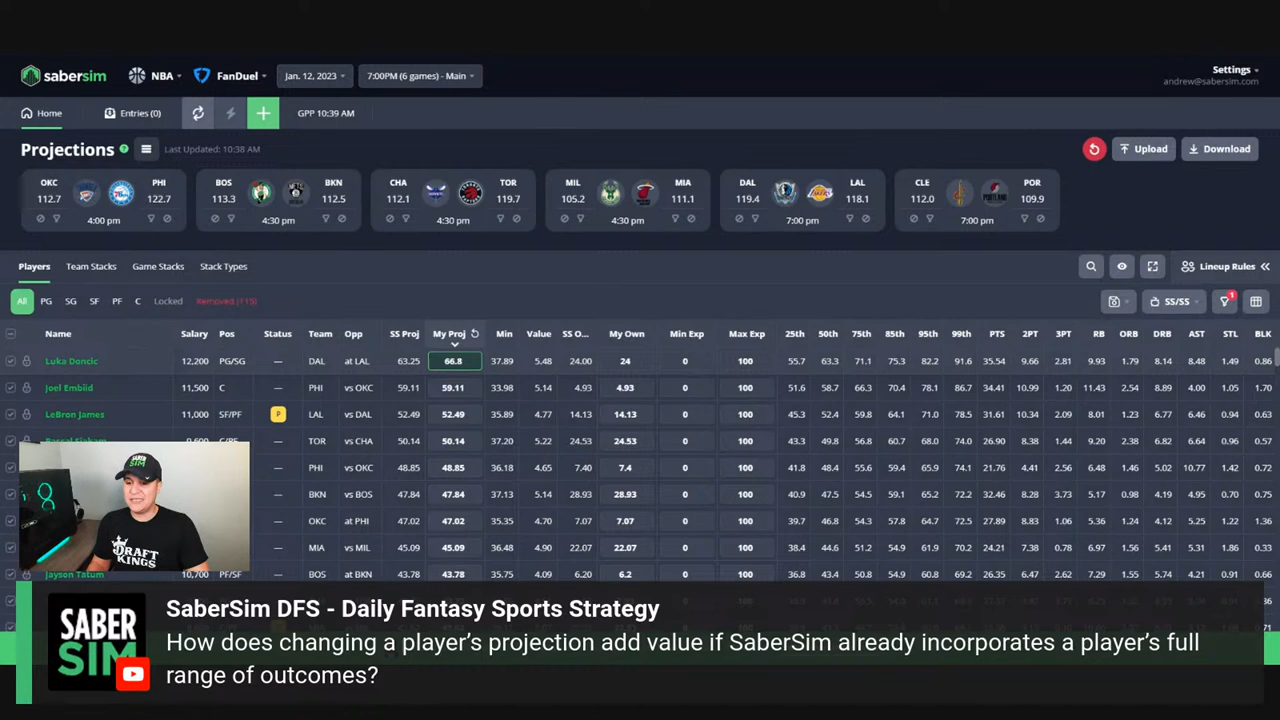 sabersim NBA FanDuel Jan. 12, 2023 7:00PM (6 games) - Main Settings
andrew@sabersim.com
Home Entries (0) + GPP 10:39 AM
Projections Last Updated: 10:38 AM Upload Download
OKC PHI BOS BKN CHA TOR MIL MIA DAL LAL CLE POR
112.7 122.7 113.3 112.5 112.1 119.7 105.2 111.1 119.4 118.1 112.0 109.9
4:00 pm 4:30 pm 4:30 pm 4:30 pm 7:00 pm 7:00 pm
Players Team Stacks Game Stacks Stack Types Lineup Rules
All PG SG SF PF C Locked Removed (115) SS/SS 1
Name Salary Pos Status Team Opp SS Proj My Proj Min Value SS O... My Own Min Exp Max Exp 25th 50th 75th 85th 95th 99th PTS 2PT 3PT RB ORB DRB AST STL BLK
Luka Doncic 12,200 PG/SG — DAL at LAL 63.25 66.8 37.89 5.48 24.00 24 0 100 55.7 63.3 71.1 75.3 82.2 91.6 35.54 9.66 2.81 9.93 1.79 8.14 8.48 1.49 0.86
Joel Embiid 11,500 C — PHI vs OKC 59.11 59.11 33.98 5.14 4.93 4.93 0 100 51.6 58.7 66.3 70.4 78.1 86.7 34.41 10.99 1.20 11.43 2.54 8.89 4.00 1.05 1.70
LeBron James 11,000 SF/PF P LAL vs DAL 52.49 52.49 35.89 4.77 14.13 14.13 0 100 45.3 52.4 59.8 64.1 71.0 78.5 31.61 10.34 2.09 8.01 1.23 6.77 6.46 0.94 0.63
Pascal Siakam 9,600 C/PF — TOR vs CHA 50.14 50.14 37.20 5.22 24.53 24.53 0 100 43.3 49.8 56.8 60.7 68.0 74.0 26.90 8.38 1.44 9.20 2.38 6.82 6.64 0.96 0.57
— PHI vs OKC 48.85 48.85 36.18 4.65 7.40 7.4 0 100 41.8 48.4 55.6 59.4 65.9 74.1 21.76 4.41 2.56 6.48 1.46 5.02 10.77 1.42 0.72
— BKN vs BOS 47.84 47.84 37.13 5.14 28.93 28.93 0 100 40.9 47.5 54.5 59.1 65.2 72.2 32.46 8.28 3.73 5.17 0.98 4.19 4.95 0.70 0.75
— OKC at PHI 47.02 47.02 35.35 4.70 7.07 7.07 0 100 39.7 46.8 54.3 57.8 64.7 72.5 27.89 8.83 1.06 5.36 1.12 4.24 5.25 1.22 1.36
— MIA vs MIL 45.09 45.09 36.48 4.90 22.07 22.07 0 100 38.4 44.6 51.2 54.9 61.9 70.2 24.21 7.38 0.78 6.97 1.56 5.41 5.31 1.86 0.33
Jayson Tatum 10,700 PF/SF — BOS at BKN 43.78 43.78 35.75 4.09 6.20 6.2 0 100 36.8 43.4 50.8 54.2 60.8 69.2 26.35 6.47 2.62 7.29 1.55 5.74 4.21 0.91 0.66
SABER SIM DRAFT KINGS
SABER
SIM
SaberSim DFS - Daily Fantasy Sports Strategy
How does changing a player’s projection add value if SaberSim already incorporates a player’s full
range of outcomes?